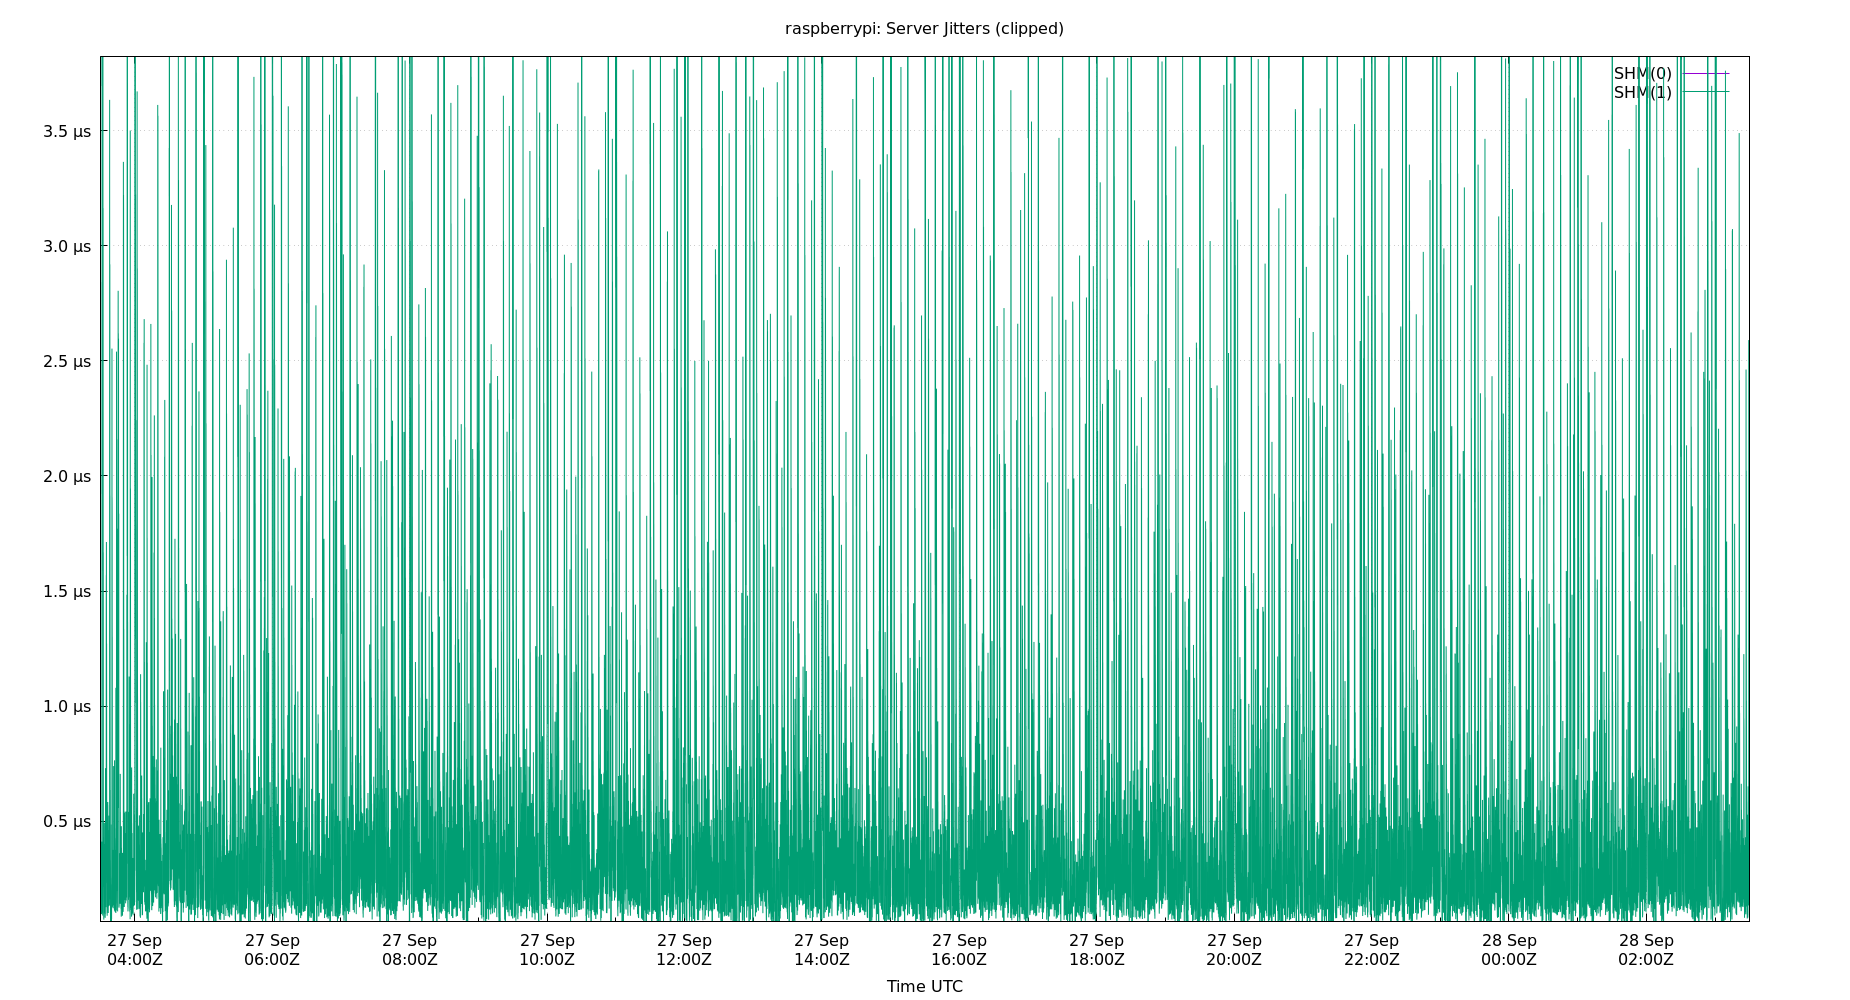 raspberrypi: Server Jitters (clipped)
SHM(0)
SHM(1)
3.5 µs
3.0 µs
2.5 µs
2.0 µs
1.5 µs
1.0 µs
0.5 µs
27 Sep 27 Sep 27 Sep 27 Sep 27 Sep 27 Sep 27 Sep 27 Sep 27 Sep 27 Sep 28 Sep 28 Sep
04:00Z 06:00Z 08:00Z 10:00Z 12:00Z 14:00Z 16:00Z 18:00Z 20:00Z 22:00Z 00:00Z 02:00Z
Time UTC